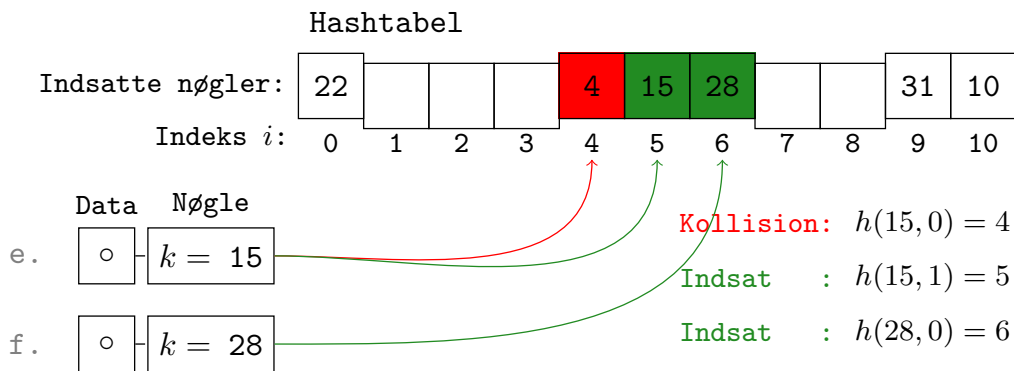 Hashtabel
Indsatte nøgler: 22 4 15 28 31 10
Indeks i: 0 1 2 3 4 5 6 7 8 9 10
Data Nøgle
e. k = 15
f. k = 28
Kollision: h(15,0) = 4
Indsat : h(15,1) = 5
Indsat : h(28,0) = 6